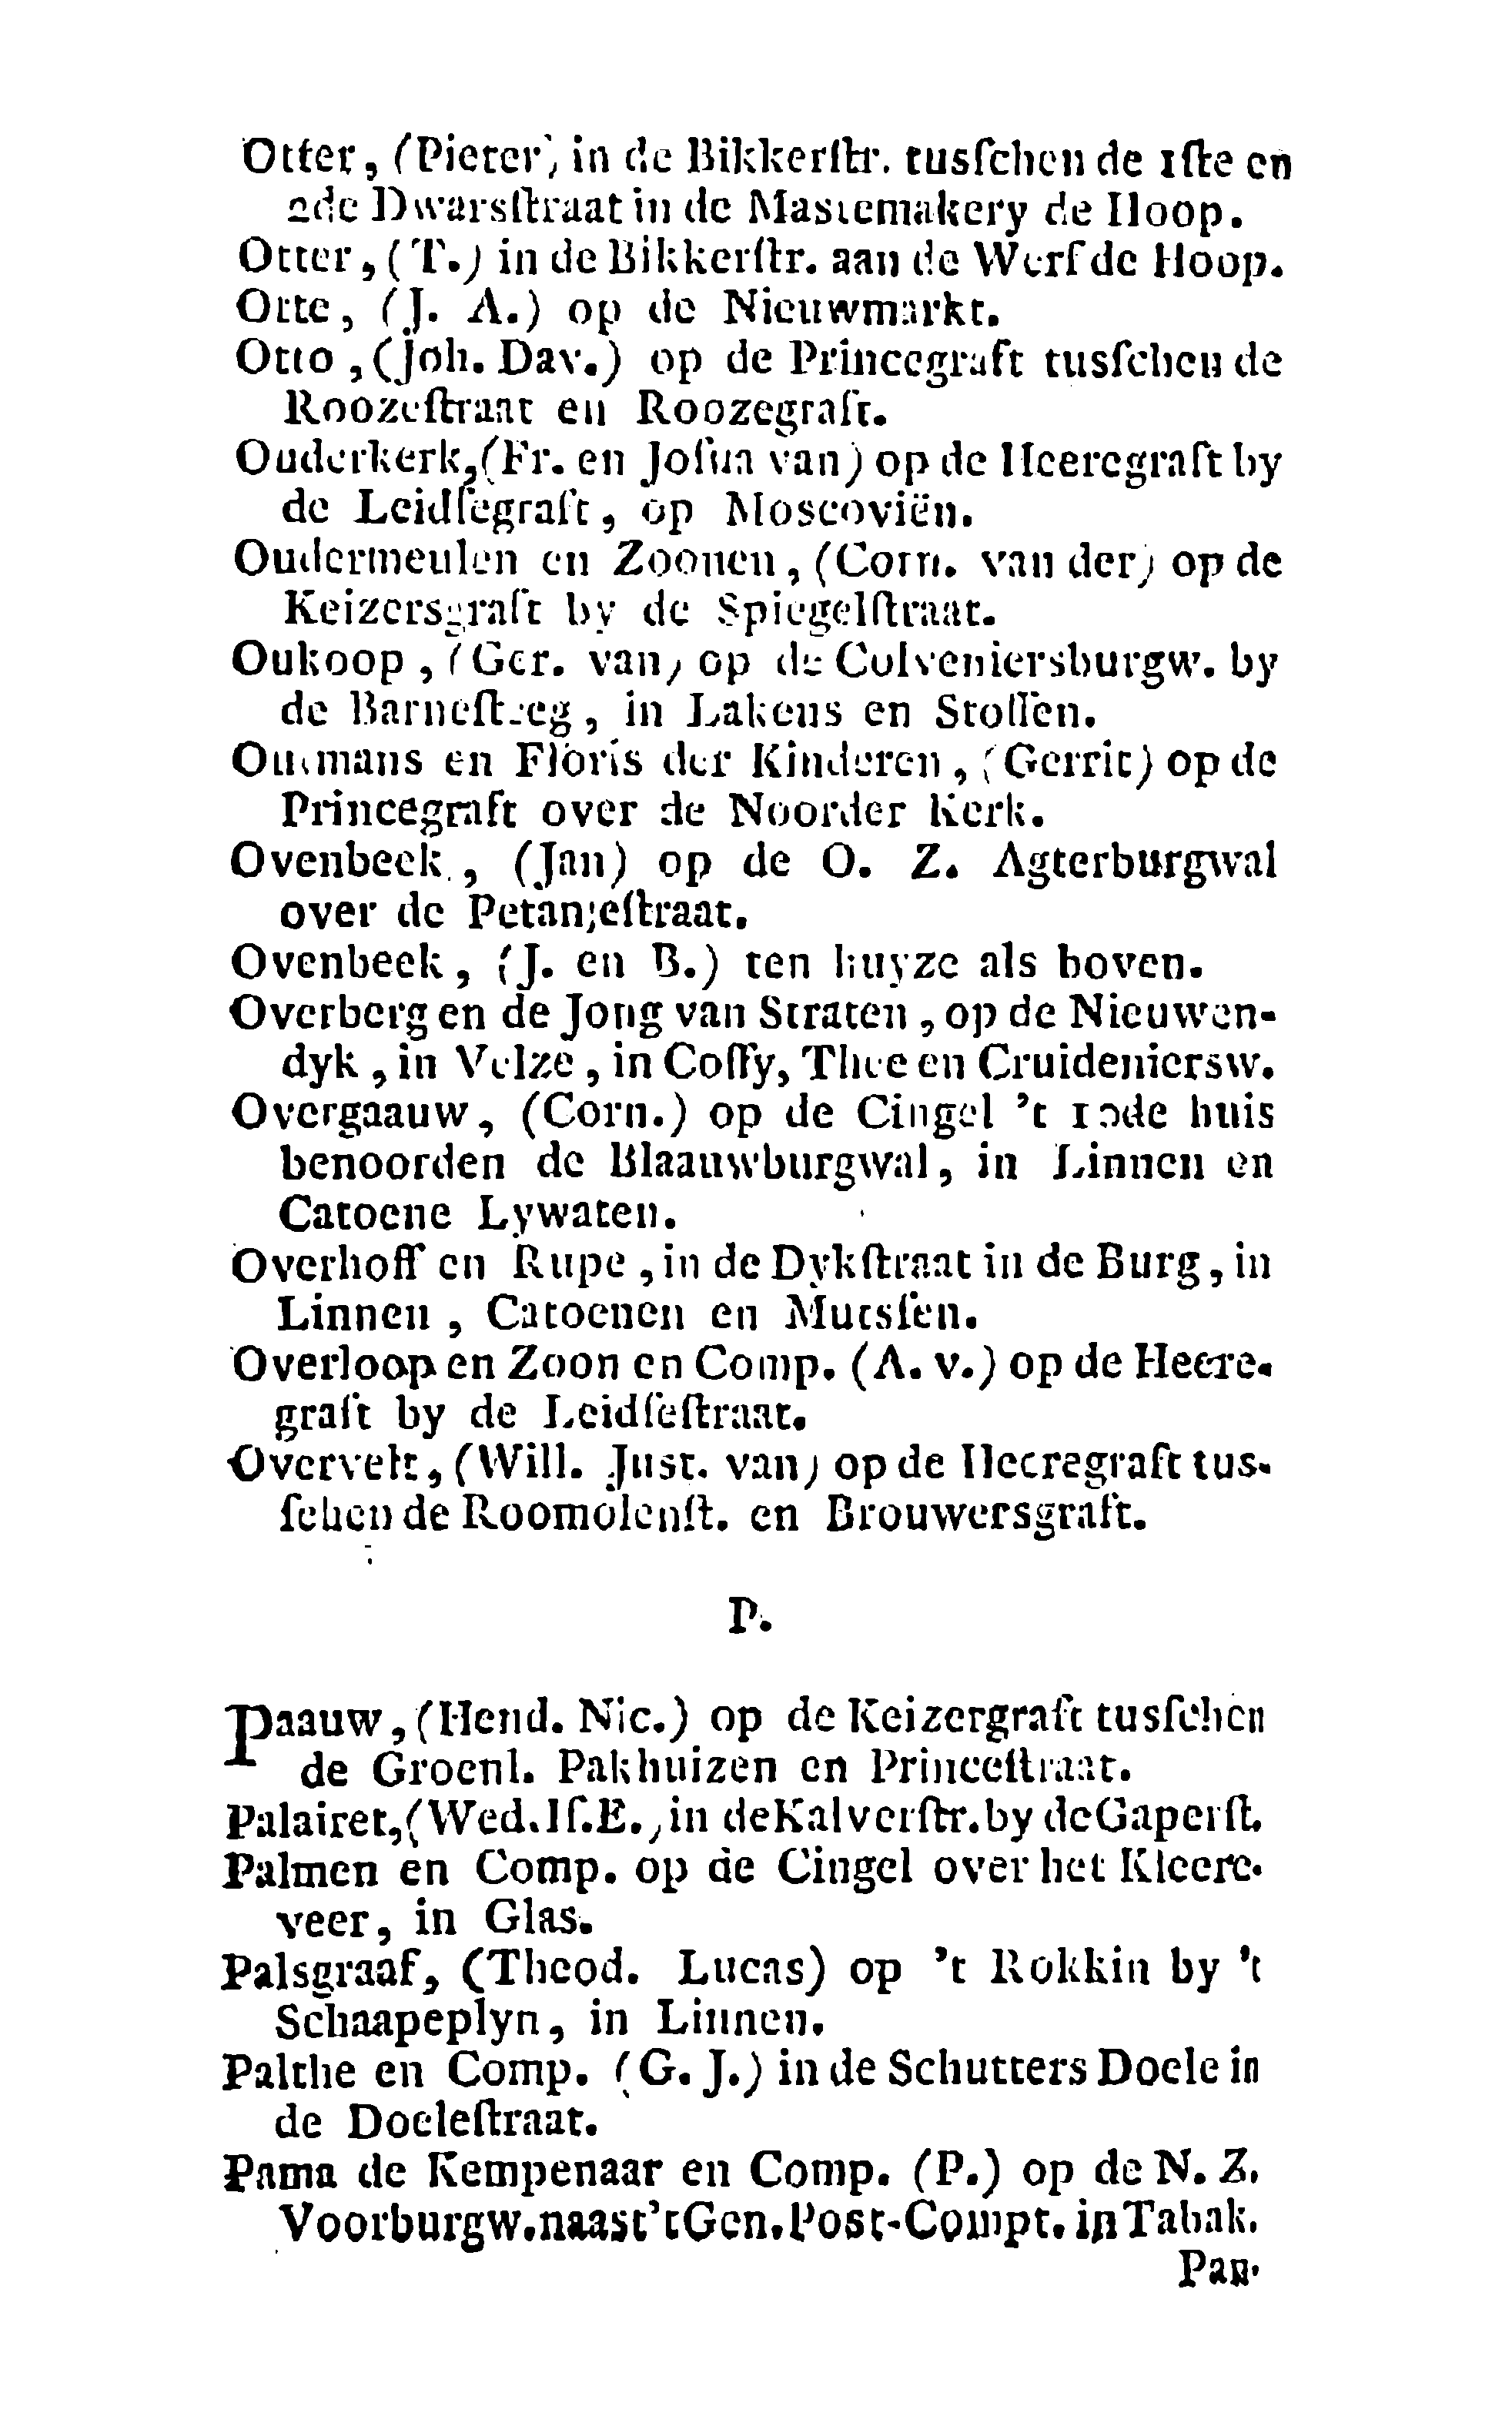 Otter, (Pieter) in de Bikkerſtr. tusſchen de 1ſte en
2de Dwarsſtraat in de Mastemakery de Hoop.
Otter, (T.) in de Bikkerſtr. aan de Werf de Hoop.
Otte, (J. A.) op de Nieuwmarkt.
Otto, (Joh. Dav.) op de Princegraft tusſchen de
Roozeſtraat en Roozegraft.
Ouderkerk, (Fr. en Joſua van) op de Heeregraft by
de Leidſegraft, op Moscoviën.
Oudermeulen en Zoonen, (Corn. van der) op de
Keizersgraft by de Spiegelſtraat.
Oukoop, (Ger. van) op de Colveniersburgw. by
de Barneſteeg, in Lakens en Stoffen.
Outmans en Floris der Kinderen, (Gerrit) op de
Princegraft over de Noorder Kerk.
Ovenbeek, (Jan) op de O. Z. Agterburgwal
over de Petanjeſtraat.
Ovenbeek, (J. en B.) ten huyze als boven.
Overberg en de Jong van Straten, op de Nieuwen-
dyk, in Velze, in Coffy, Thee en Cruideniersw.
Overgaauw, (Corn.) op de Cingel 't rode huis
benoorden de Blaauwburgwal, in Linnen en
Catoene Lywaten.
Overhoff en Rupe, in de Dykſtraat in de Burg, in
Linnen, Catoenen en Mutsſen.
Overloop en Zoon en Comp. (A. v.) op de Heere-
graft by de Leidſeſtraat.
Overvelt, (Will. Just. van) op de Heeregraft tus-
ſchen de Roomolenſt. en Brouwersgraft.
P.
Paauw, (Hend. Nic.) op de Keizergraft tusſchen
de Groenl. Pakhuizen en Princeſtraat.
Palairet, (Wed. Iſ. E.) in de Kalverſtr. by de Gaperſt.
Palmen en Comp. op de Cingel over het Kleere-
veer, in Glas.
Palsgraaf, (Theod. Lucas) op 't Rokkin by 't
Schaapeplyn, in Linnen.
Palthe en Comp. (G. J.) in de Schutters Doele in
de Doeleſtraat.
Pama de Kempenaar en Comp. (P.) op de N. Z.
Voorburgw. naast 't Gen. Post-Compt. in Tabak.
Pan-